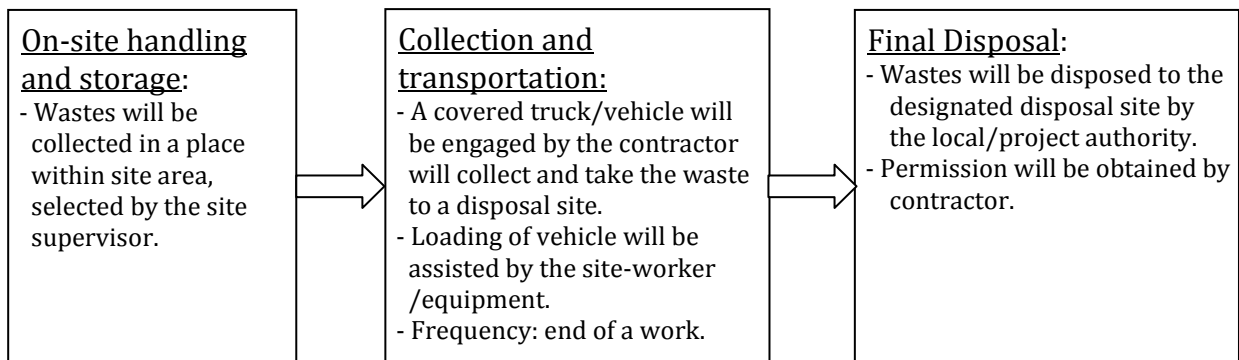 On-site handling
and storage:
- Wastes will be
collected in a place
within site area,
selected by the site
supervisor.
Collection and
transportation:
- A covered truck/vehicle will
be engaged by the contractor
will collect and take the waste
to a disposal site.
- Loading of vehicle will be
assisted by the site-worker
/equipment.
- Frequency: end of a work.
Final Disposal:
- Wastes will be disposed to the
designated disposal site by
the local/project authority.
- Permission will be obtained by
contractor.